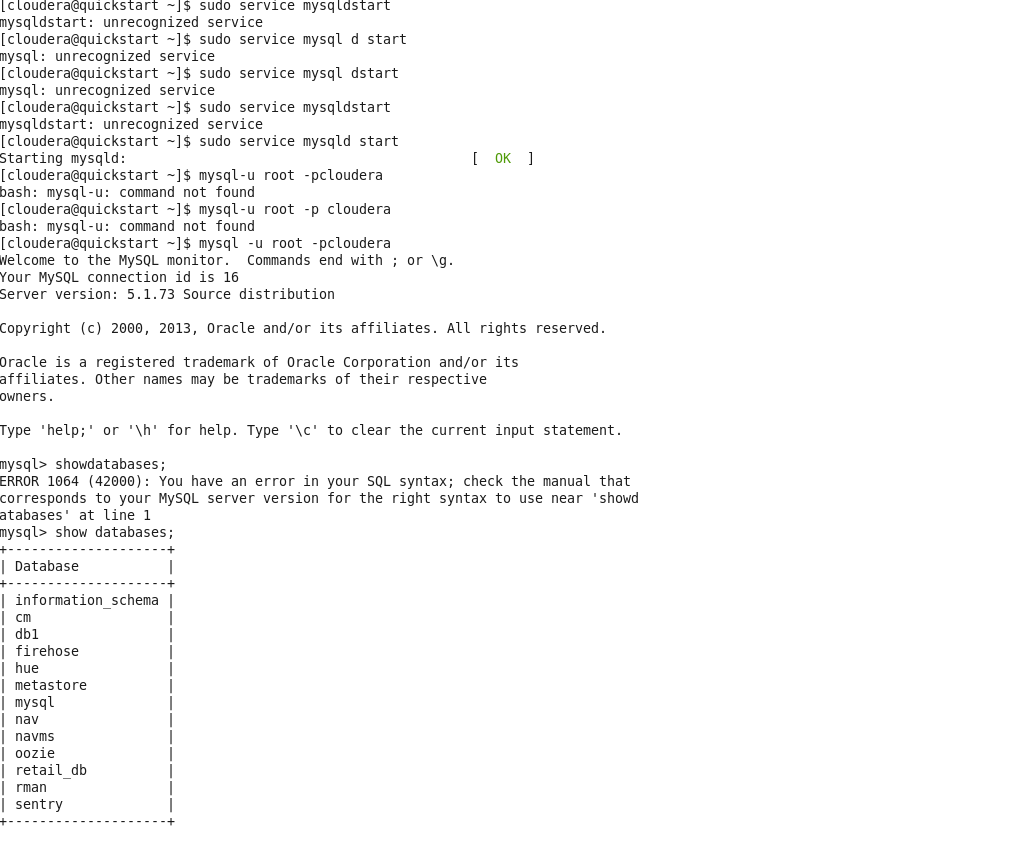 [cloudera@quickstart ~]$ sudo service mysqldstart
mysqldstart: unrecognized service
[cloudera@quickstart ~]$ sudo service mysql d start
mysql: unrecognized service
[cloudera@quickstart ~]$ sudo service mysql dstart
mysql: unrecognized service
[cloudera@quickstart ~]$ sudo service mysqldstart
mysqldstart: unrecognized service
[cloudera@quickstart ~]$ sudo service mysqld start
Starting mysqld:                                           [  OK  ]
[cloudera@quickstart ~]$ mysql-u root -pcloudera
bash: mysql-u: command not found
[cloudera@quickstart ~]$ mysql-u root -p cloudera
bash: mysql-u: command not found
[cloudera@quickstart ~]$ mysql -u root -pcloudera
Welcome to the MySQL monitor.  Commands end with ; or \g.
Your MySQL connection id is 16
Server version: 5.1.73 Source distribution

Copyright (c) 2000, 2013, Oracle and/or its affiliates. All rights reserved.

Oracle is a registered trademark of Oracle Corporation and/or its
affiliates. Other names may be trademarks of their respective
owners.

Type 'help;' or '\h' for help. Type '\c' to clear the current input statement.

mysql> showdatabases;
ERROR 1064 (42000): You have an error in your SQL syntax; check the manual that
corresponds to your MySQL server version for the right syntax to use near 'showd
atabases' at line 1
mysql> show databases;
+--------------------+
| Database           |
+--------------------+
| information_schema |
| cm                 |
| db1                |
| firehose           |
| hue                |
| metastore          |
| mysql              |
| nav                |
| navms              |
| oozie              |
| retail_db          |
| rman               |
| sentry             |
+--------------------+